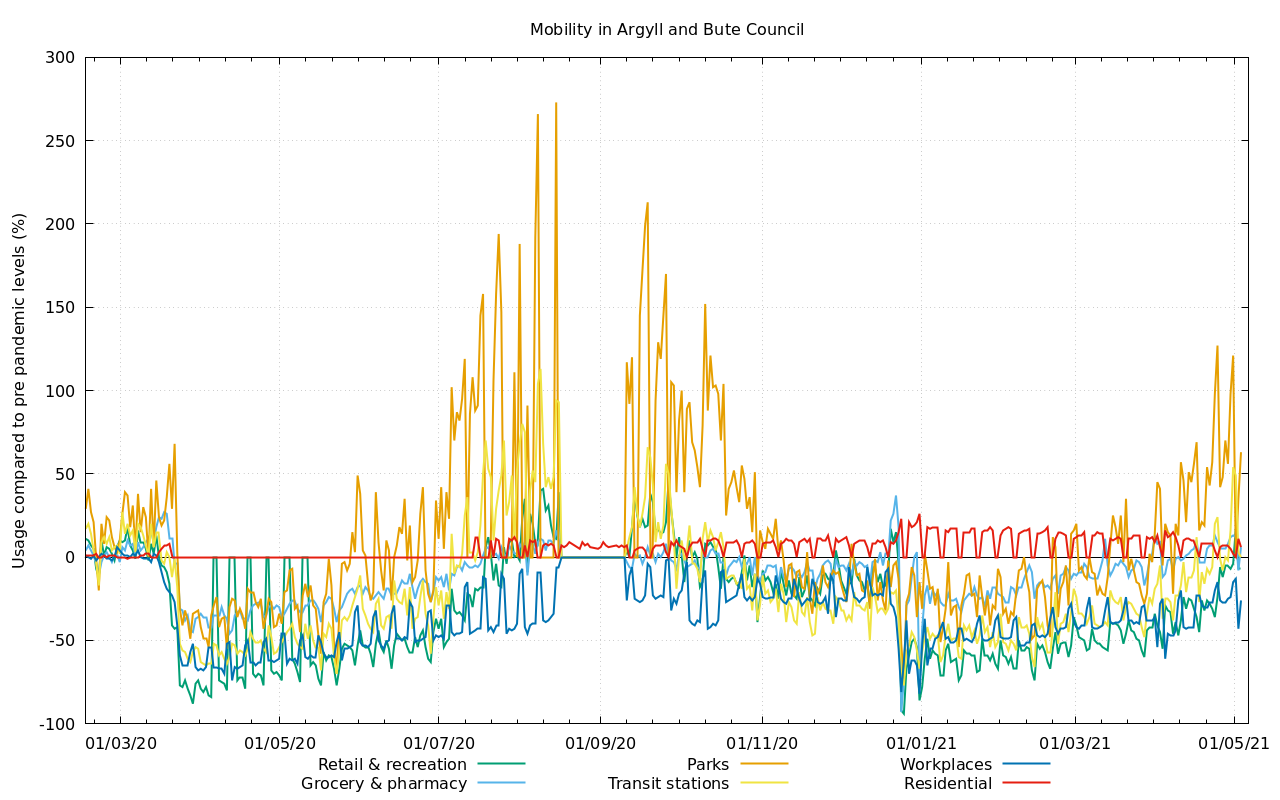 Mobility in Argyll and Bute Council
Usage compared to pre pandemic levels (%)
300
250
200
150
100
50
0
-50
-100
01/03/20 01/05/20 01/07/20 01/09/20 01/11/20 01/01/21 01/03/21 01/05/21
Retail & recreation Parks Workplaces
Grocery & pharmacy Transit stations Residential